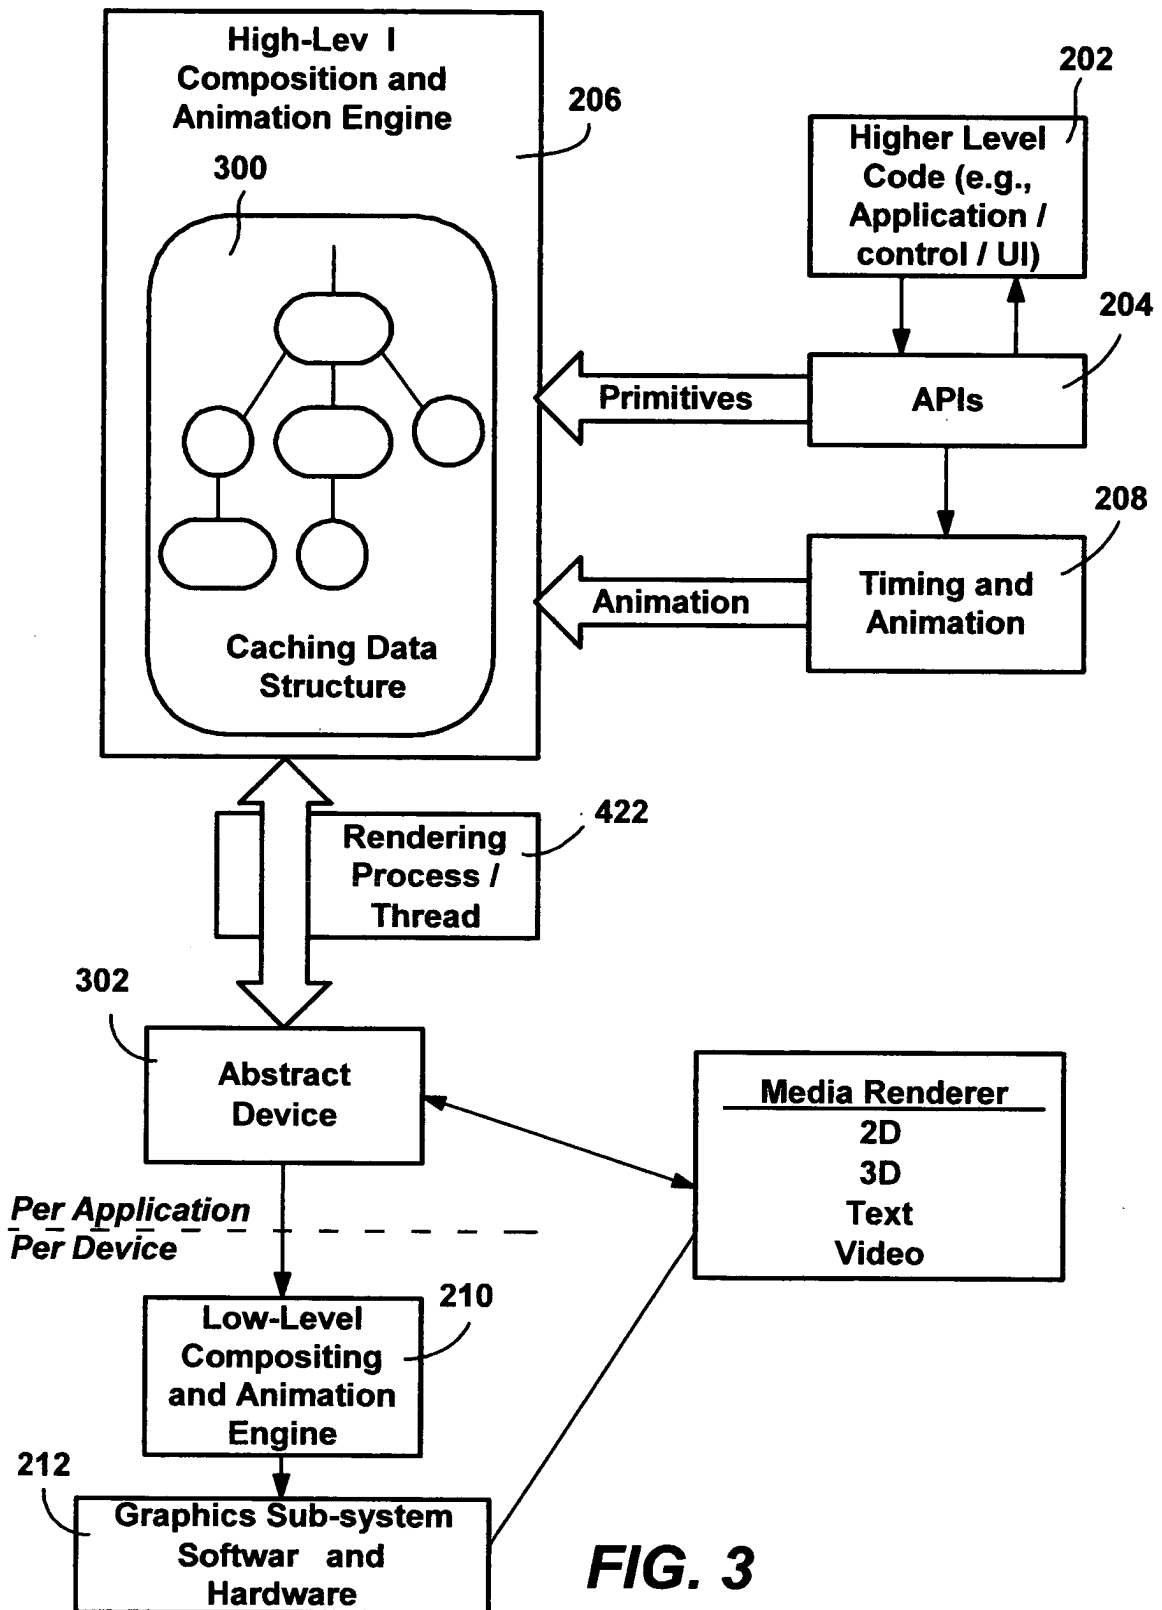 High-Lev l
Composition and
Animation Engine
206
300
Caching Data
Structure
202
Higher Level
Code (e.g.,
Application /
control / UI)
204
Primitives
APIs
208
Animation
Timing and
Animation
422
Rendering
Process /
Thread
302
Abstract
Device
Media Renderer
2D
3D
Text
Video
Per Application
Per Device
210
Low-Level
Compositing
and Animation
Engine
212
Graphics Sub-system
Softwar and
Hardware
FIG. 3